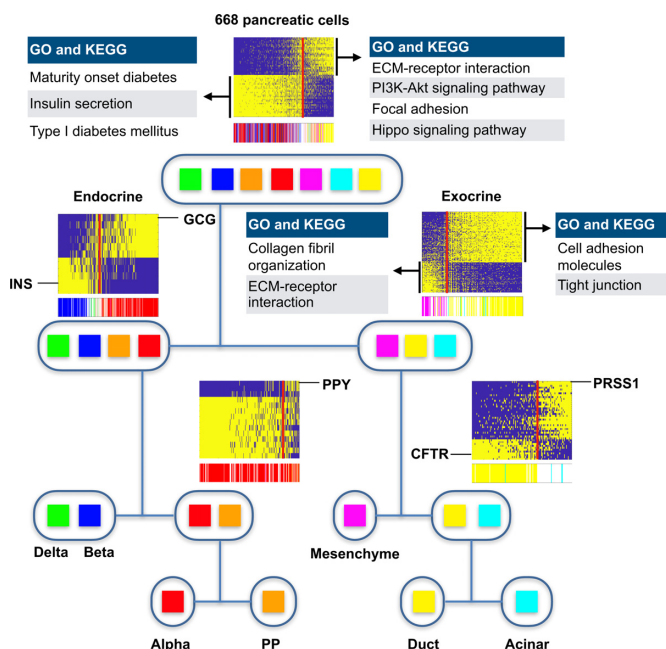 668 pancreatic cells
GO and KEGG
Maturity onset diabetes
Insulin secretion
Type I diabetes mellitus
GO and KEGG
ECM-receptor interaction
PI3K-Akt signaling pathway
Focal adhesion
Hippo signaling pathway
Endocrine
GCG
INS
GO and KEGG
Collagen fibril
organization
ECM-receptor
interaction
Exocrine
GO and KEGG
Cell adhesion
molecules
Tight junction
PPY
PRSS1
CFTR
Delta
Beta
Mesenchyme
Alpha
PP
Duct
Acinar